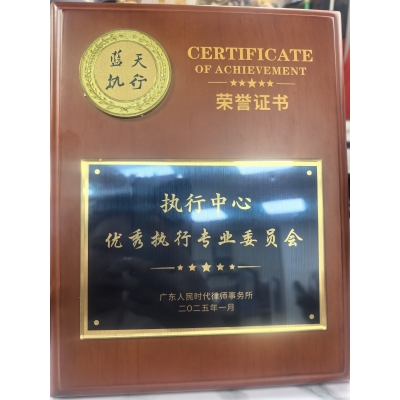 蓝天
执行
CERTIFICATE
OF ACHIEVEMENT
荣誉证书
执行中心
优秀执行专业委员会
广东人民时代律师事务所
二〇二五年一月